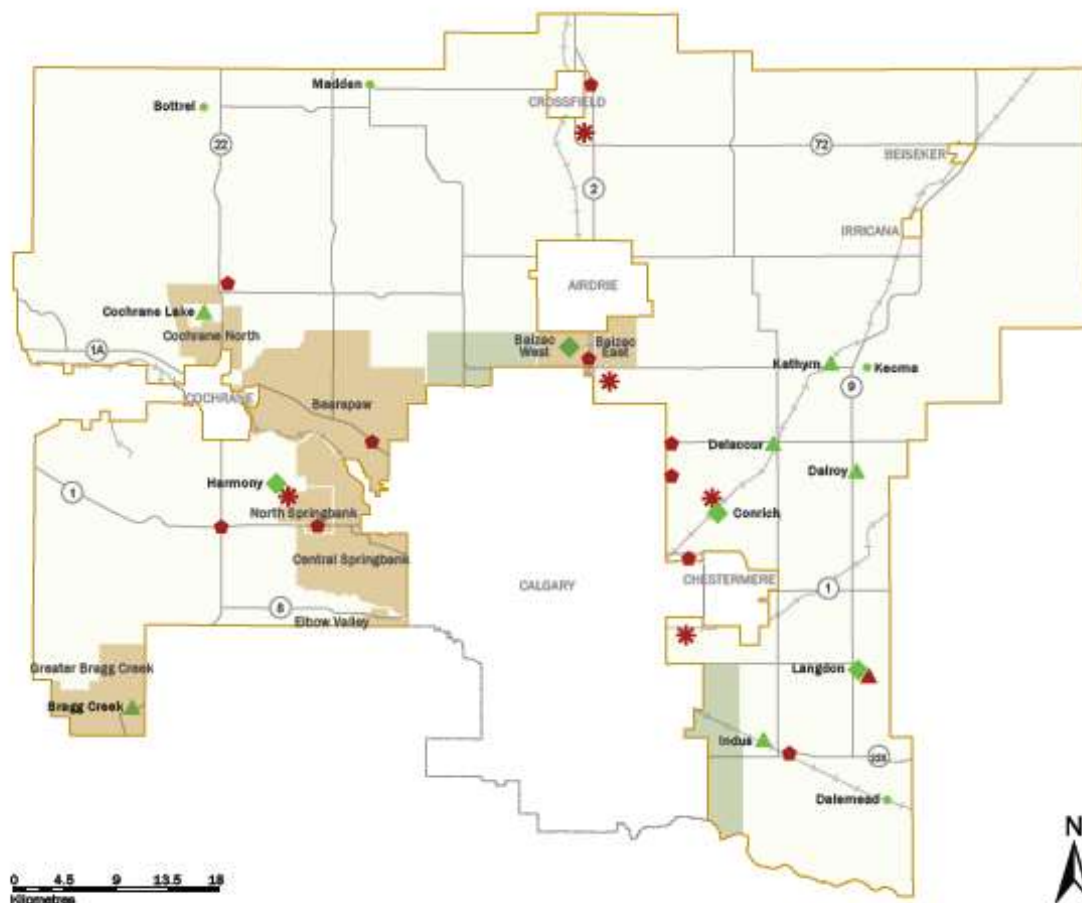 Madden
Bottrel
CROSSFIELD
22
72
BEISEKER
2
IRRICANA
AIRDRIE
Cochrane Lake
Cochrane North
1A
Balzac
West
Balzac
East
Kathyrn
Keoma
9
COCHRANE
Bearspaw
Delacour
Dalroy
Harmony
1
North Springbank
Conrich
Central Springbank
CALGARY
CHESTERMERE
1
8
Elbow Valley
Greater Bragg Creek
Langdon
Bragg Creek
Indus
Dalemead
N
0 4.5 9 13.5 18
Kilometres